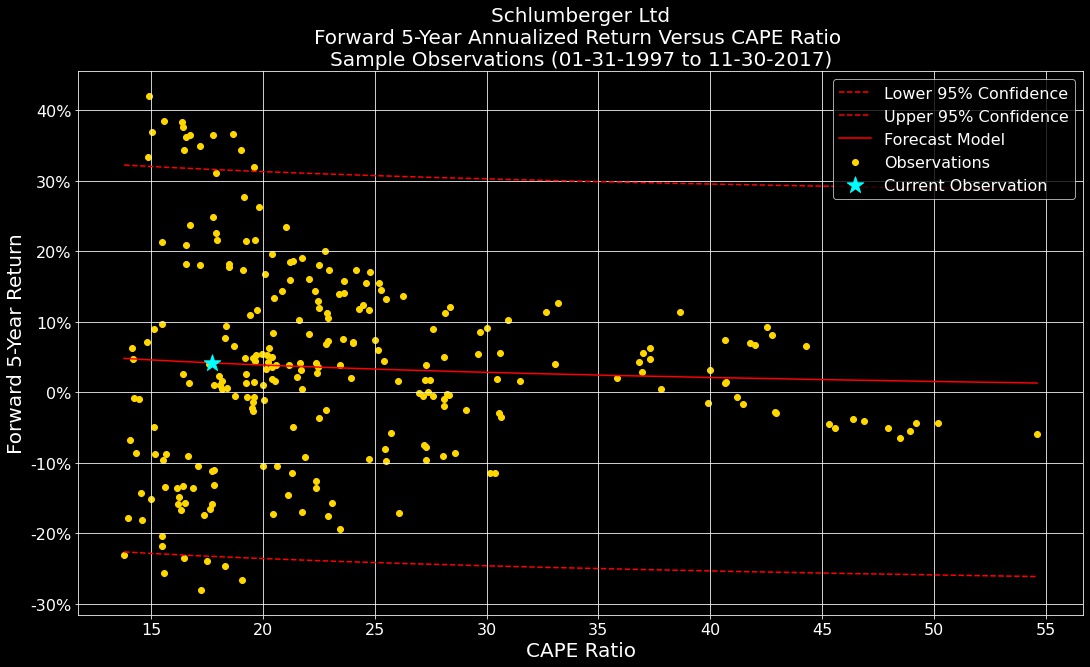 Schlumberger Ltd
Forward 5-Year Annualized Return Versus CAPE Ratio
Sample Observations (01-31-1997 to 11-30-2017)
Lower 95% Confidence
Upper 95% Confidence
Forecast Model
Observations
Current Observation
Forward 5-Year Return
40%
30%
20%
10%
0%
-10%
-20%
-30%
15 20 25 30 35 40 45 50 55
CAPE Ratio